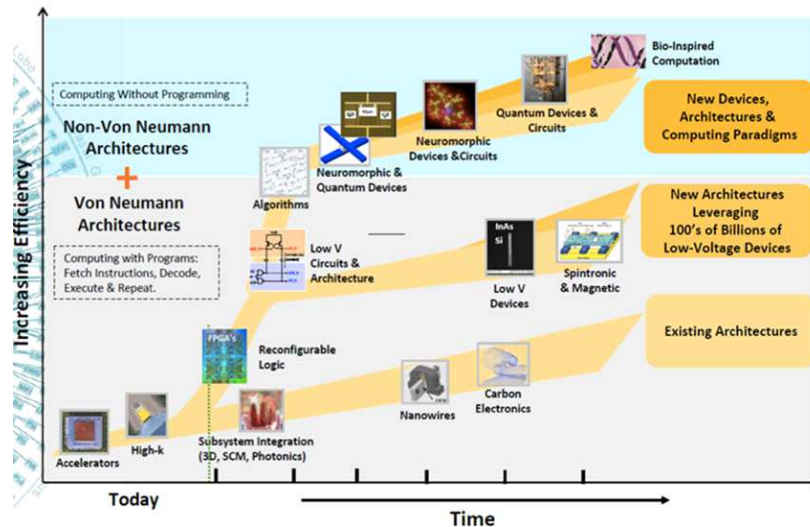 Increasing Efficiency
Computing Without Programming
Non-Von Neumann
Architectures
+
Von Neumann
Architectures
Computing with Programs:
Fetch Instructions, Decode,
Execute & Repeat.
Bio-Inspired
Computation
Quantum Devices &
Circuits
Neuromorphic
Devices &Circuits
Neuromorphic &
Quantum Devices
Algorithms
New Devices,
Architectures &
Computing Paradigms
Low V
Circuits &
Architecture
InAs
Si
Low V
Devices
Spintronic
& Magnetic
New Architectures
Leveraging
100's of Billions of
Low-Voltage Devices
FPGA's
Reconfigurable
Logic
Existing Architectures
Accelerators
High-k
Subsystem Integration
(3D, SCM, Photonics)
Nanowires
Carbon
Electronics
Today
Time